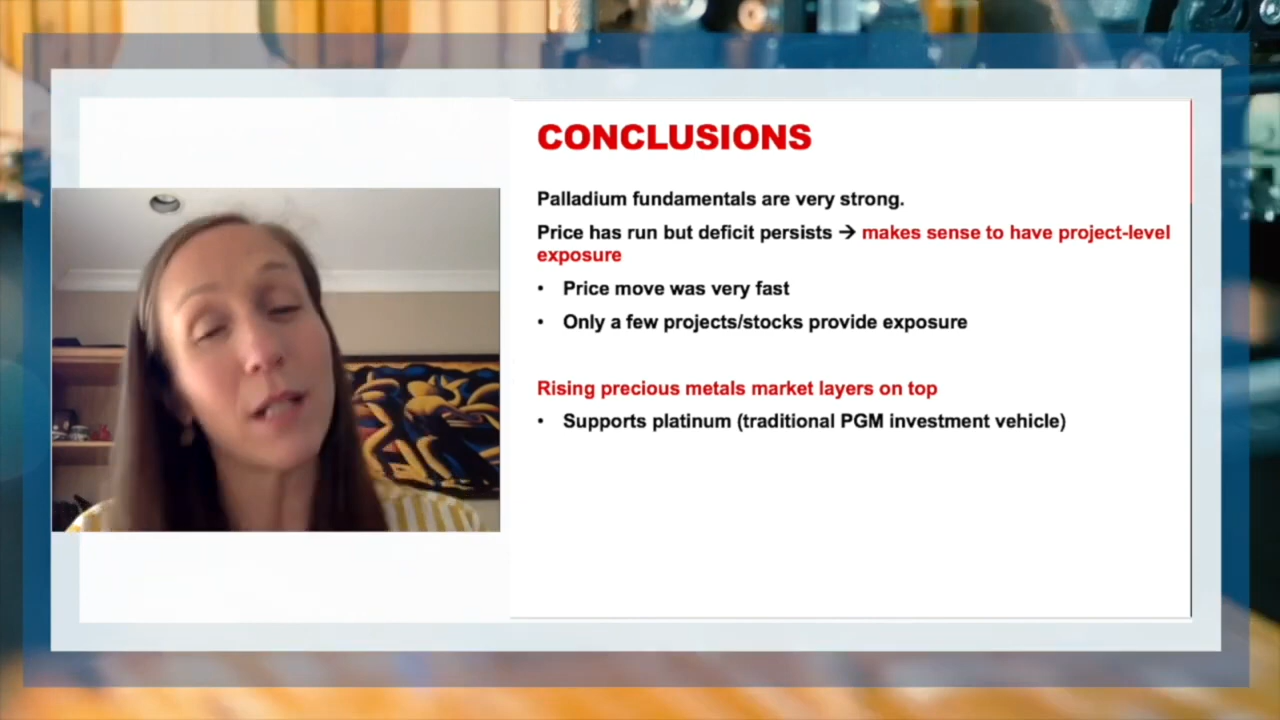 CONCLUSIONS
Palladium fundamentals are very strong.
Price has run but deficit persists → makes sense to have project-level
exposure
• Price move was very fast
• Only a few projects/stocks provide exposure
Rising precious metals market layers on top
• Supports platinum (traditional PGM investment vehicle)